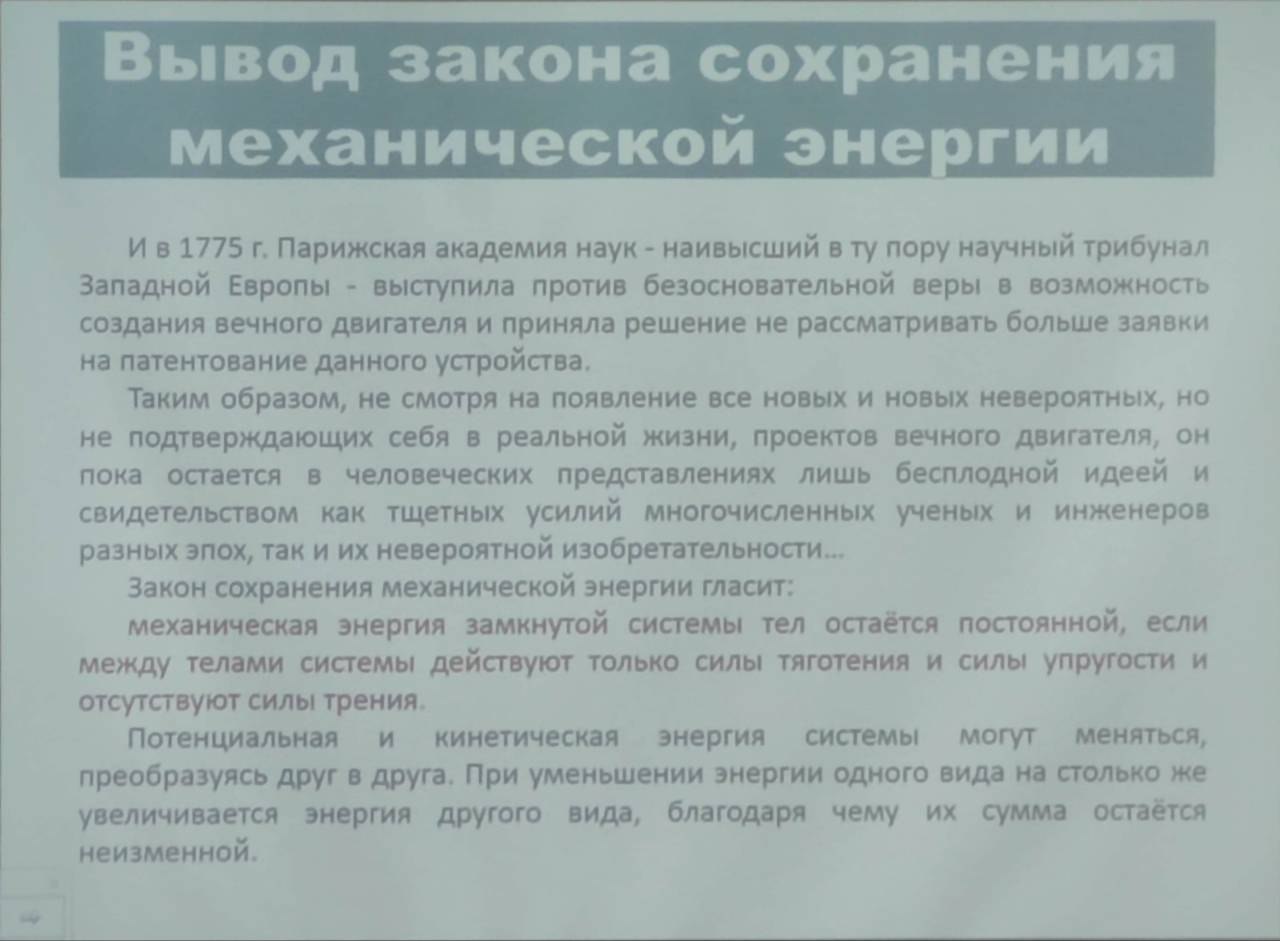 Вывод закона сохранения
механической энергии
И в 1775 г. Парижская академия наук - наивысший в ту пору научный трибунал
Западной Европы - выступила против безосновательной веры в возможность
создания вечного двигателя и приняла решение не рассматривать больше заявки
на патентование данного устройства.
Таким образом, не смотря на появление все новых и новых невероятных, но
не подтверждающих себя в реальной жизни, проектов вечного двигателя, он
пока остается в человеческих представлениях лишь бесплодной идеей и
свидетельством как тщетных усилий многочисленных ученых и инженеров
разных эпох, так и их невероятной изобретательности...
Закон сохранения механической энергии гласит:
механическая энергия замкнутой системы тел остаётся постоянной, если
между телами системы действуют только силы тяготения и силы упругости и
отсутствуют силы трения.
Потенциальная и кинетическая энергия системы могут меняться,
преобразуясь друг в друга. При уменьшении энергии одного вида на столько же
увеличивается энергия другого вида, благодаря чему их сумма остаётся
неизменной.